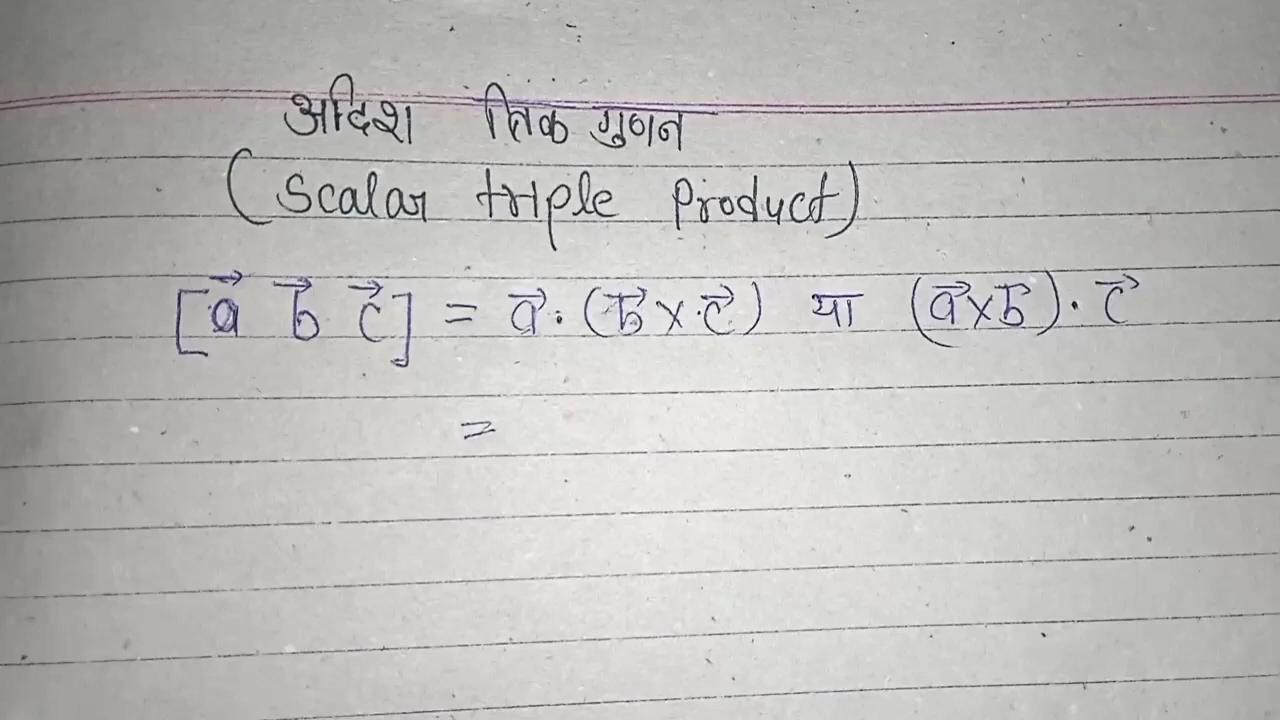 अदिश त्रिक गुणन
(Scalar triple Product)
[a⃗ b⃗ c⃗] = a⃗.(b⃗×c⃗) या (a⃗×b⃗).c⃗
=